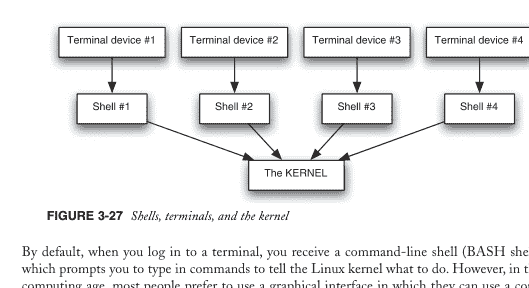 Terminal device #1 Terminal device #2 Terminal device #3 Terminal device #4
Shell #1 Shell #2 Shell #3 Shell #4
The KERNEL
FIGURE 3-27 Shells, terminals, and the kernel
By default, when you log in to a terminal, you receive a command-line shell (BASH
which prompts you to type in commands to tell the Linux kernel what to do. However, in
computing age, most people prefer to use a graphical interface in which they can use a